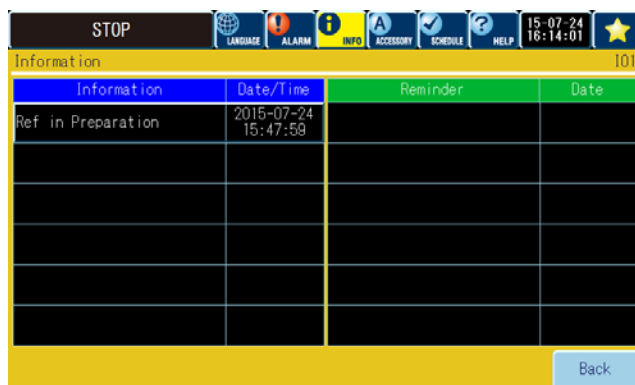 STOP
LANGUAGE
ALARM
INFO
ACCESSORY
SCHEDULE
HELP
15-07-24
16:14:01
Information
I01
Information
Date/Time
Reminder
Date
Ref in Preparation
2015-07-24
15:47:59
Back